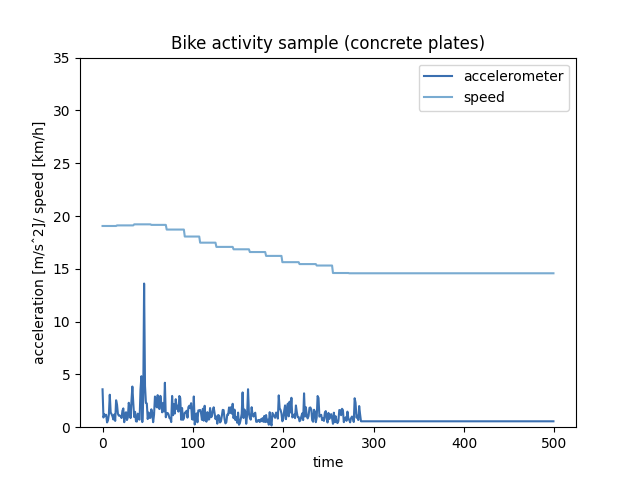 Bike activity sample (concrete plates)
accelerometer
speed
acceleration [m/s^2]/ speed [km/h]
35
30
25
20
15
10
5
0
0 100 200 300 400 500
time